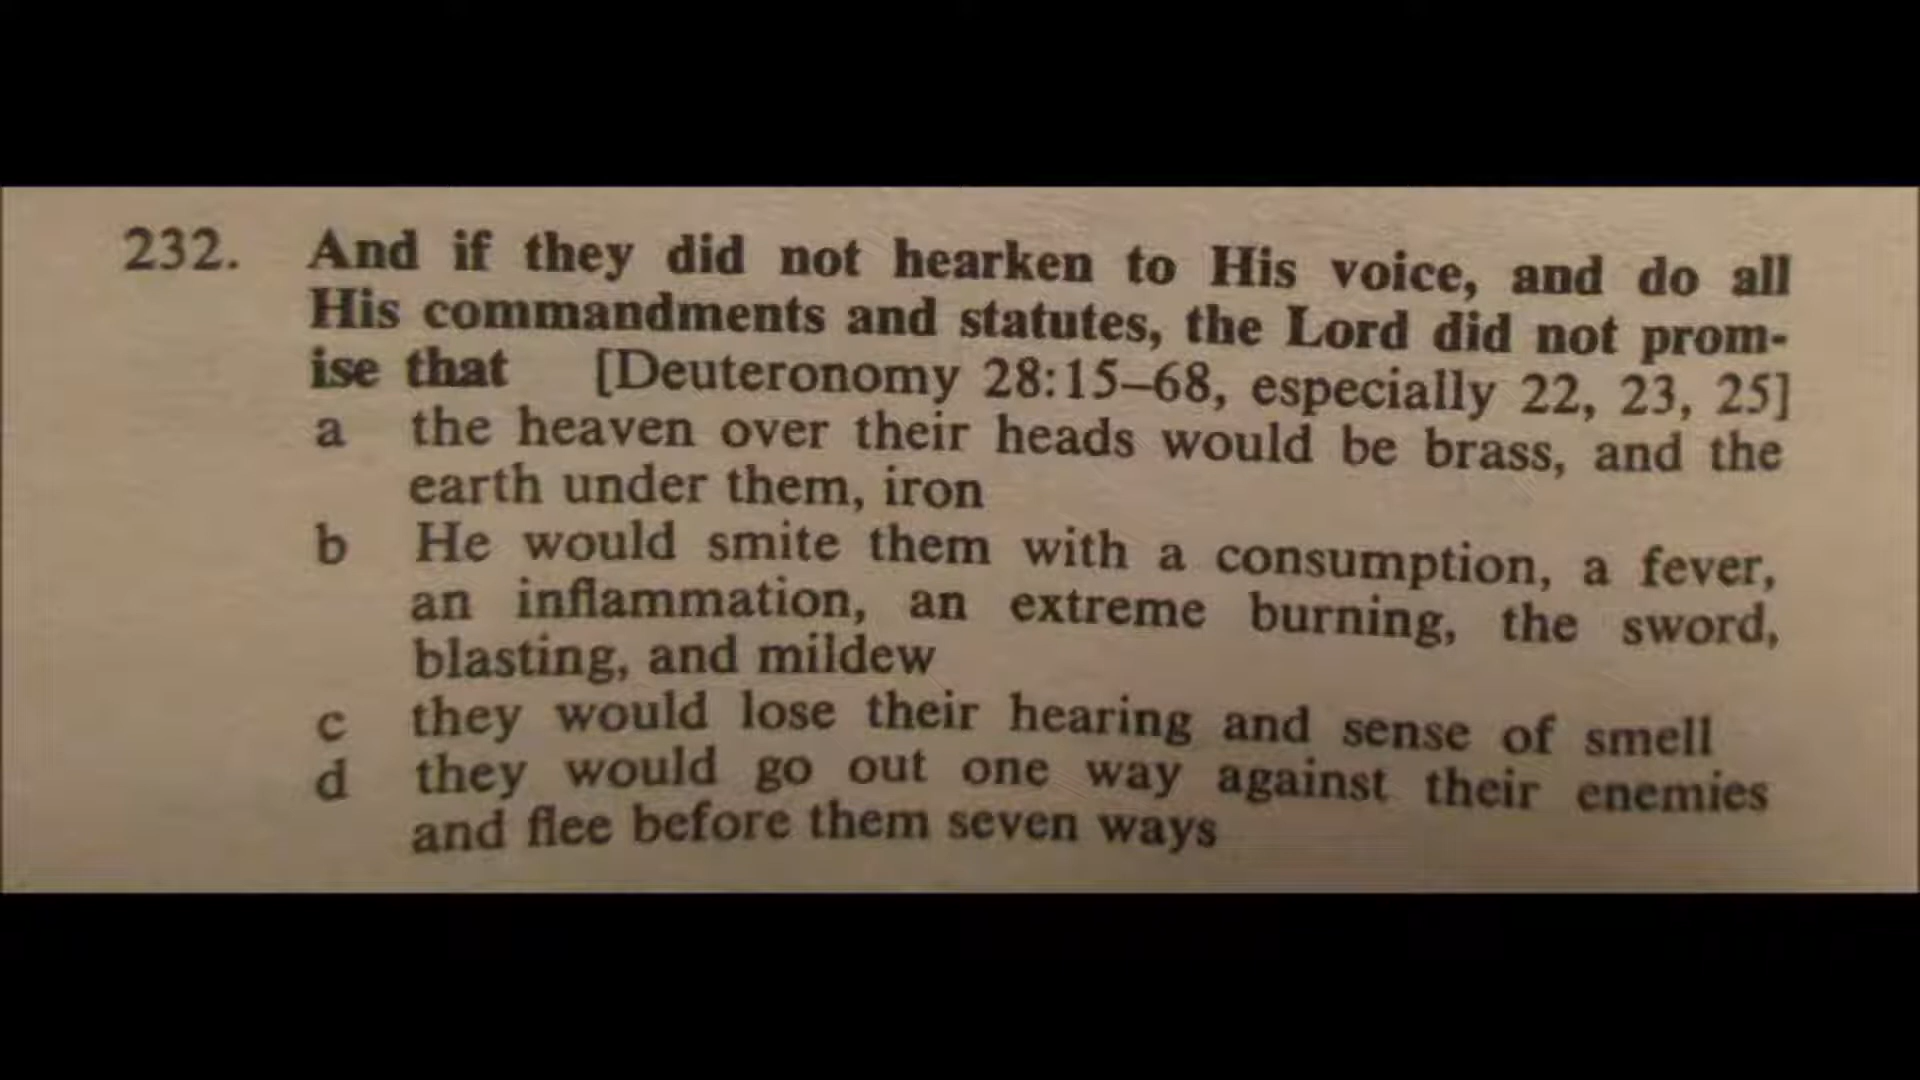 232. And if they did not hearken to His voice, and do all
His commandments and statutes, the Lord did not prom-
ise that [Deuteronomy 28:15–68, especially 22, 23, 25]
a the heaven over their heads would be brass, and the
earth under them, iron
b He would smite them with a consumption, a fever,
an inflammation, an extreme burning, the sword,
blasting, and mildew
c they would lose their hearing and sense of smell
d they would go out one way against their enemies
and flee before them seven ways